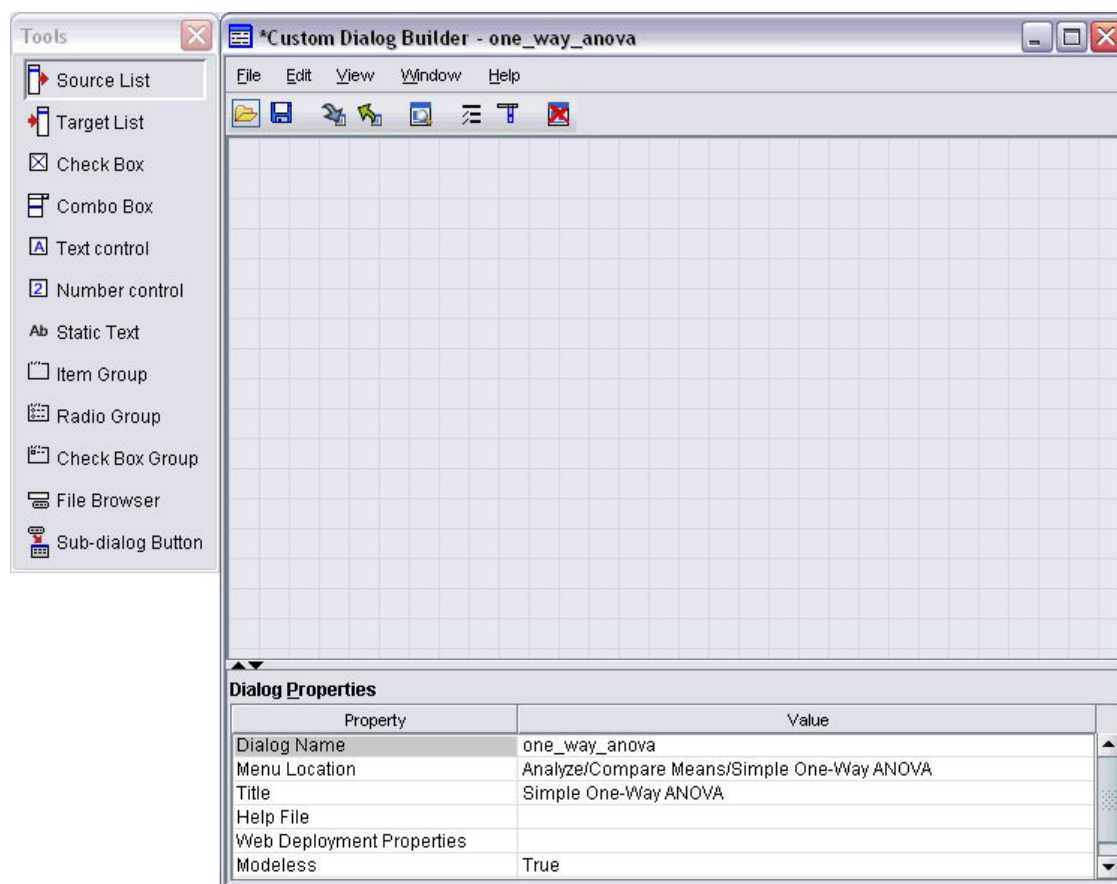 Tools
Source List
Target List
Check Box
Combo Box
Text control
Number control
Ab Static Text
Item Group
Radio Group
Check Box Group
File Browser
Sub-dialog Button
*Custom Dialog Builder - one_way_anova
File Edit View Window Help
Dialog Properties
Property Value
Dialog Name one_way_anova
Menu Location Analyze/Compare Means/Simple One-Way ANOVA
Title Simple One-Way ANOVA
Help File
Web Deployment Properties
Modeless True